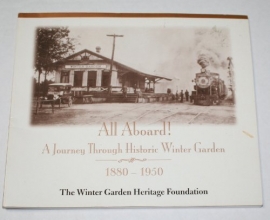 All Aboard!
A Journey Through Historic Winter Garden
1880 - 1950
The Winter Garden Heritage Foundation